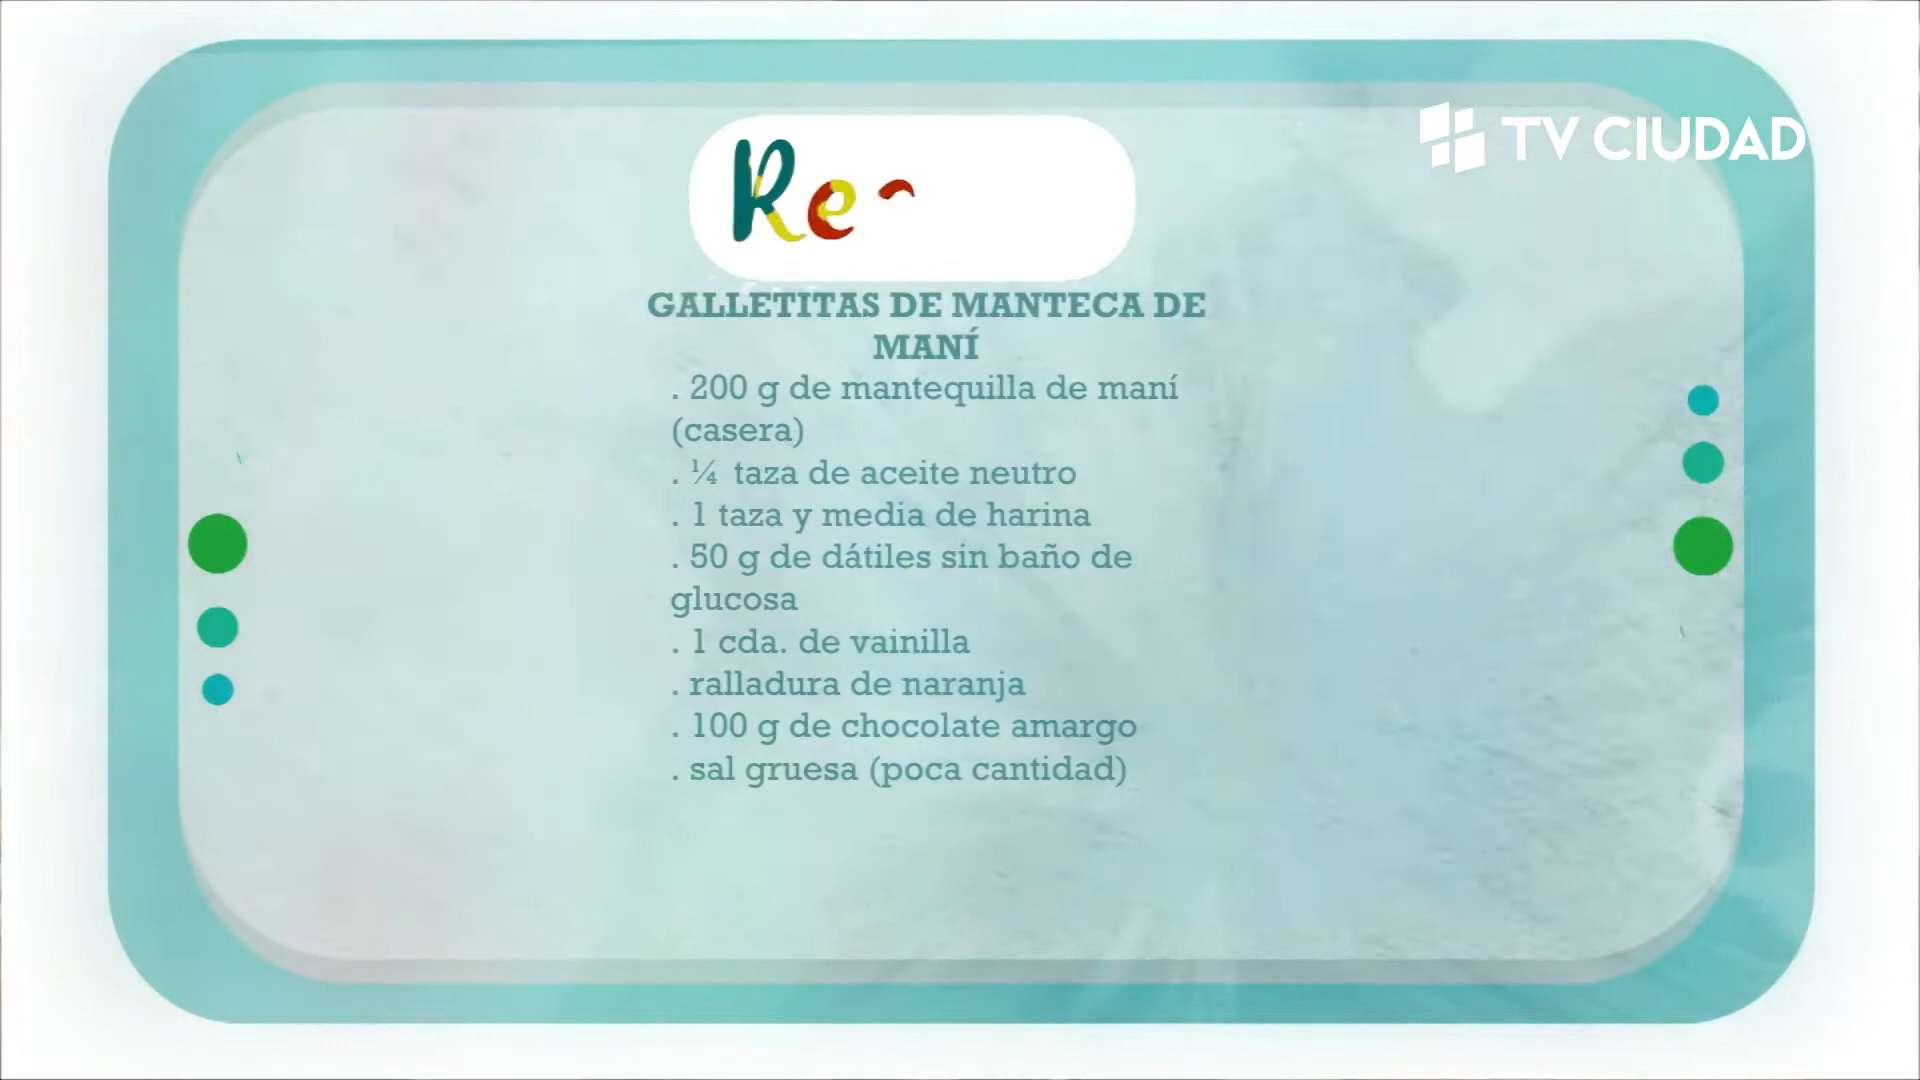 TV CIUDAD
Re
GALLETITAS DE MANTECA DE
MANÍ
. 200 g de mantequilla de maní
(casera)
. ¼ taza de aceite neutro
. 1 taza y media de harina
. 50 g de dátiles sin baño de
glucosa
. 1 cda. de vainilla
. ralladura de naranja
. 100 g de chocolate amargo
. sal gruesa (poca cantidad)